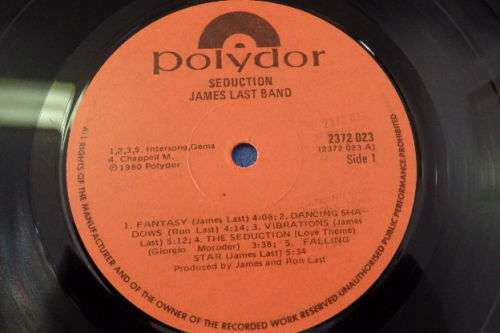 polydor
SEDUCTION
JAMES LAST BAND
1,2,3,5, Intersong,Gema
4. Chappell M.
℗ 1980 Polydor
2372 023
(2372 023 A)
Side 1
1. FANTASY (James Last) 4:08; 2. DANCING SHA-
DOWS (Ron Last) 4:14; 3. VIBRATIONS (James
Last) 5:12; 4. THE SEDUCTION (Love Theme)
(Giorgio Moroder) 3:38; 5. FALLING
STAR (James Last) 5:34
Produced by James and Ron Last
ALL RIGHTS OF THE MANUFACTURER AND OF THE OWNER OF THE RECORDED WORK RESERVED UNAUTHORISED PUBLIC PERFORMANCE PROHIBITED